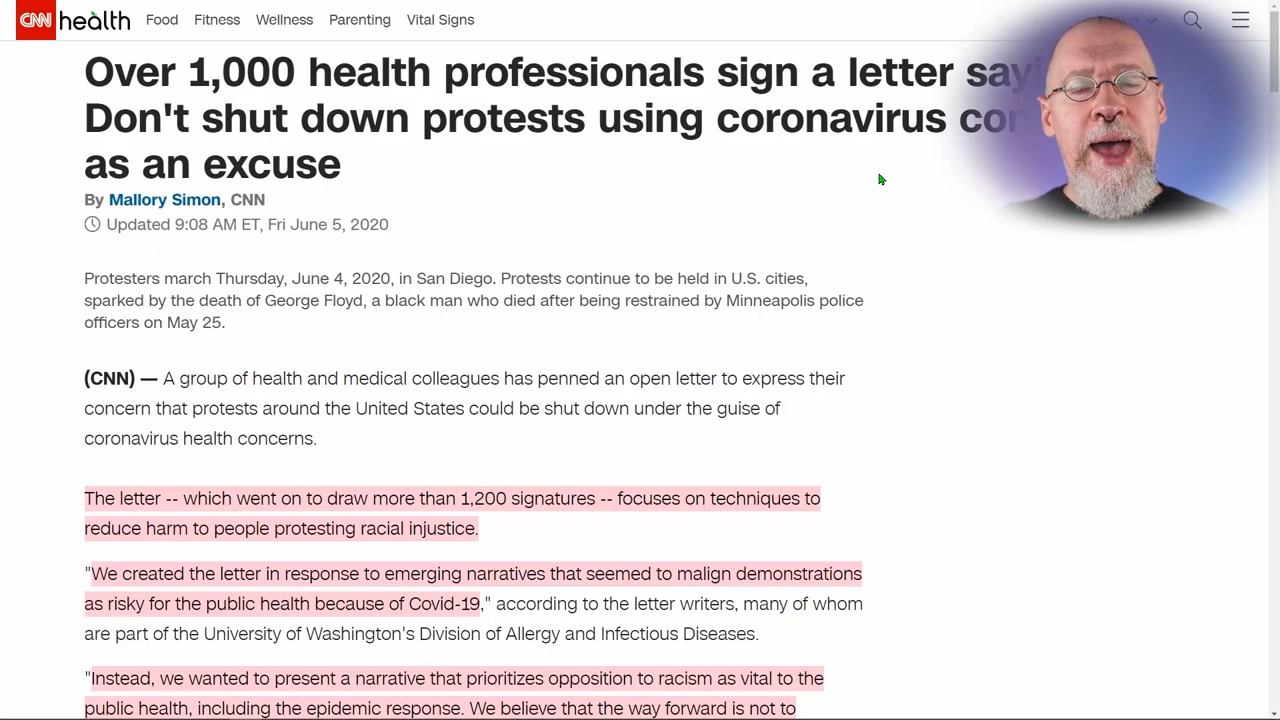 CNN health Food Fitness Wellness Parenting Vital Signs
Over 1,000 health professionals sign a letter
Don't shut down protests using coronavirus
as an excuse
By Mallory Simon, CNN
Updated 9:08 AM ET, Fri June 5, 2020
Protesters march Thursday, June 4, 2020, in San Diego. Protests continue to be held in U.S. cities,
sparked by the death of George Floyd, a black man who died after being restrained by Minneapolis police
officers on May 25.
(CNN) — A group of health and medical colleagues has penned an open letter to express their
concern that protests around the United States could be shut down under the guise of
coronavirus health concerns.
The letter -- which went on to draw more than 1,200 signatures -- focuses on techniques to
reduce harm to people protesting racial injustice.
"We created the letter in response to emerging narratives that seemed to malign demonstrations
as risky for the public health because of Covid-19," according to the letter writers, many of whom
are part of the University of Washington's Division of Allergy and Infectious Diseases.
"Instead, we wanted to present a narrative that prioritizes opposition to racism as vital to the
public health, including the epidemic response. We believe that the way forward is not to